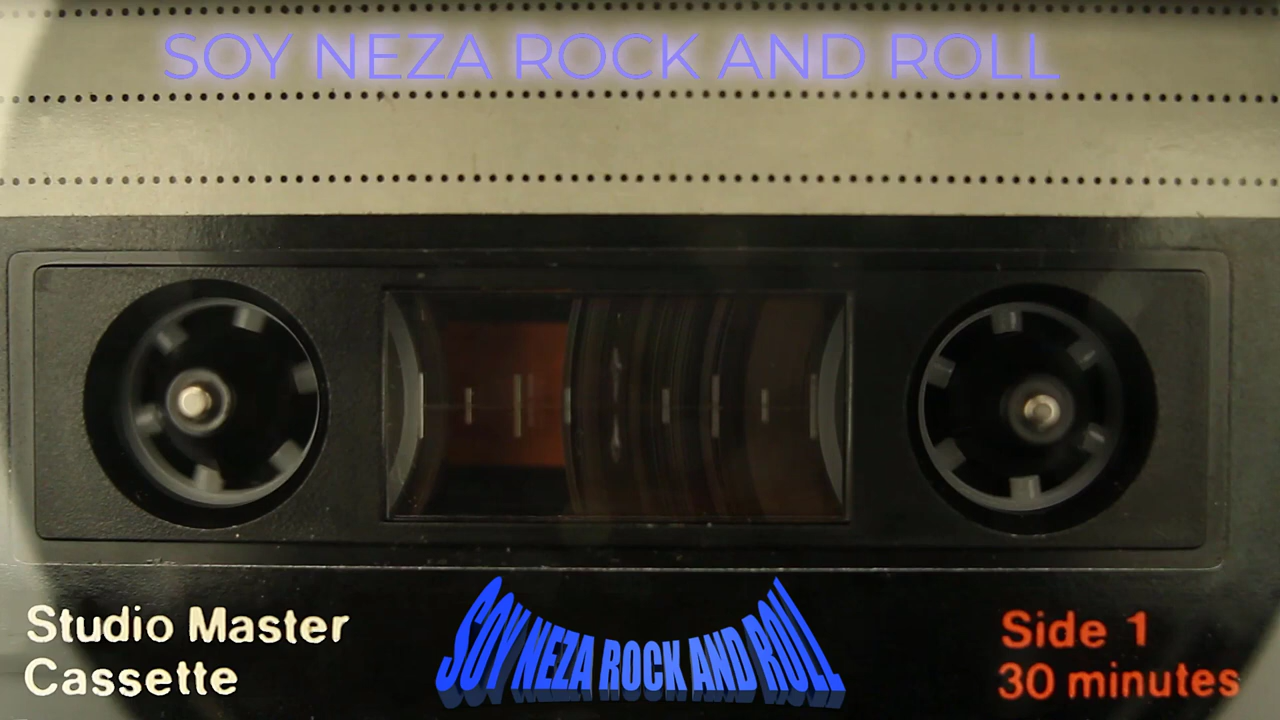 SOY NEZA ROCK AND ROLL
Studio Master
Cassette
SOY NEZA ROCK AND ROLL
Side 1
30 minutes